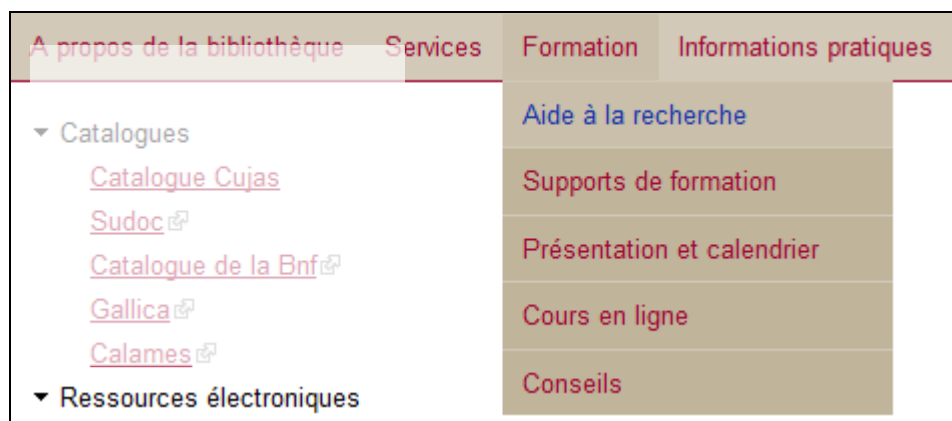 A propos de la bibliothèque Services Formation Informations pratiques
Catalogues
Catalogue Cujas
Sudoc
Catalogue de la Bnf
Gallica
Calames
Ressources électroniques
Aide à la recherche
Supports de formation
Présentation et calendrier
Cours en ligne
Conseils